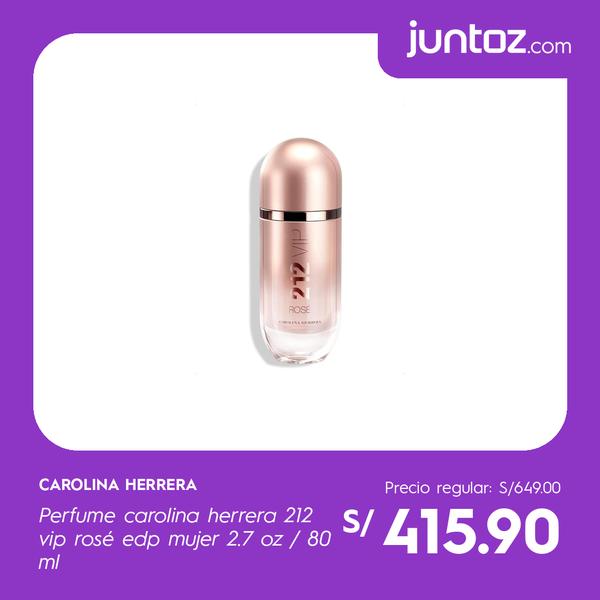 juntoz.com
212 VIP
ROSÉ
CAROLINA HERRERA
CAROLINA HERRERA
Perfume carolina herrera 212
vip rosé edp mujer 2.7 oz / 80
ml
Precio regular: S/649.00
S/ 415.90